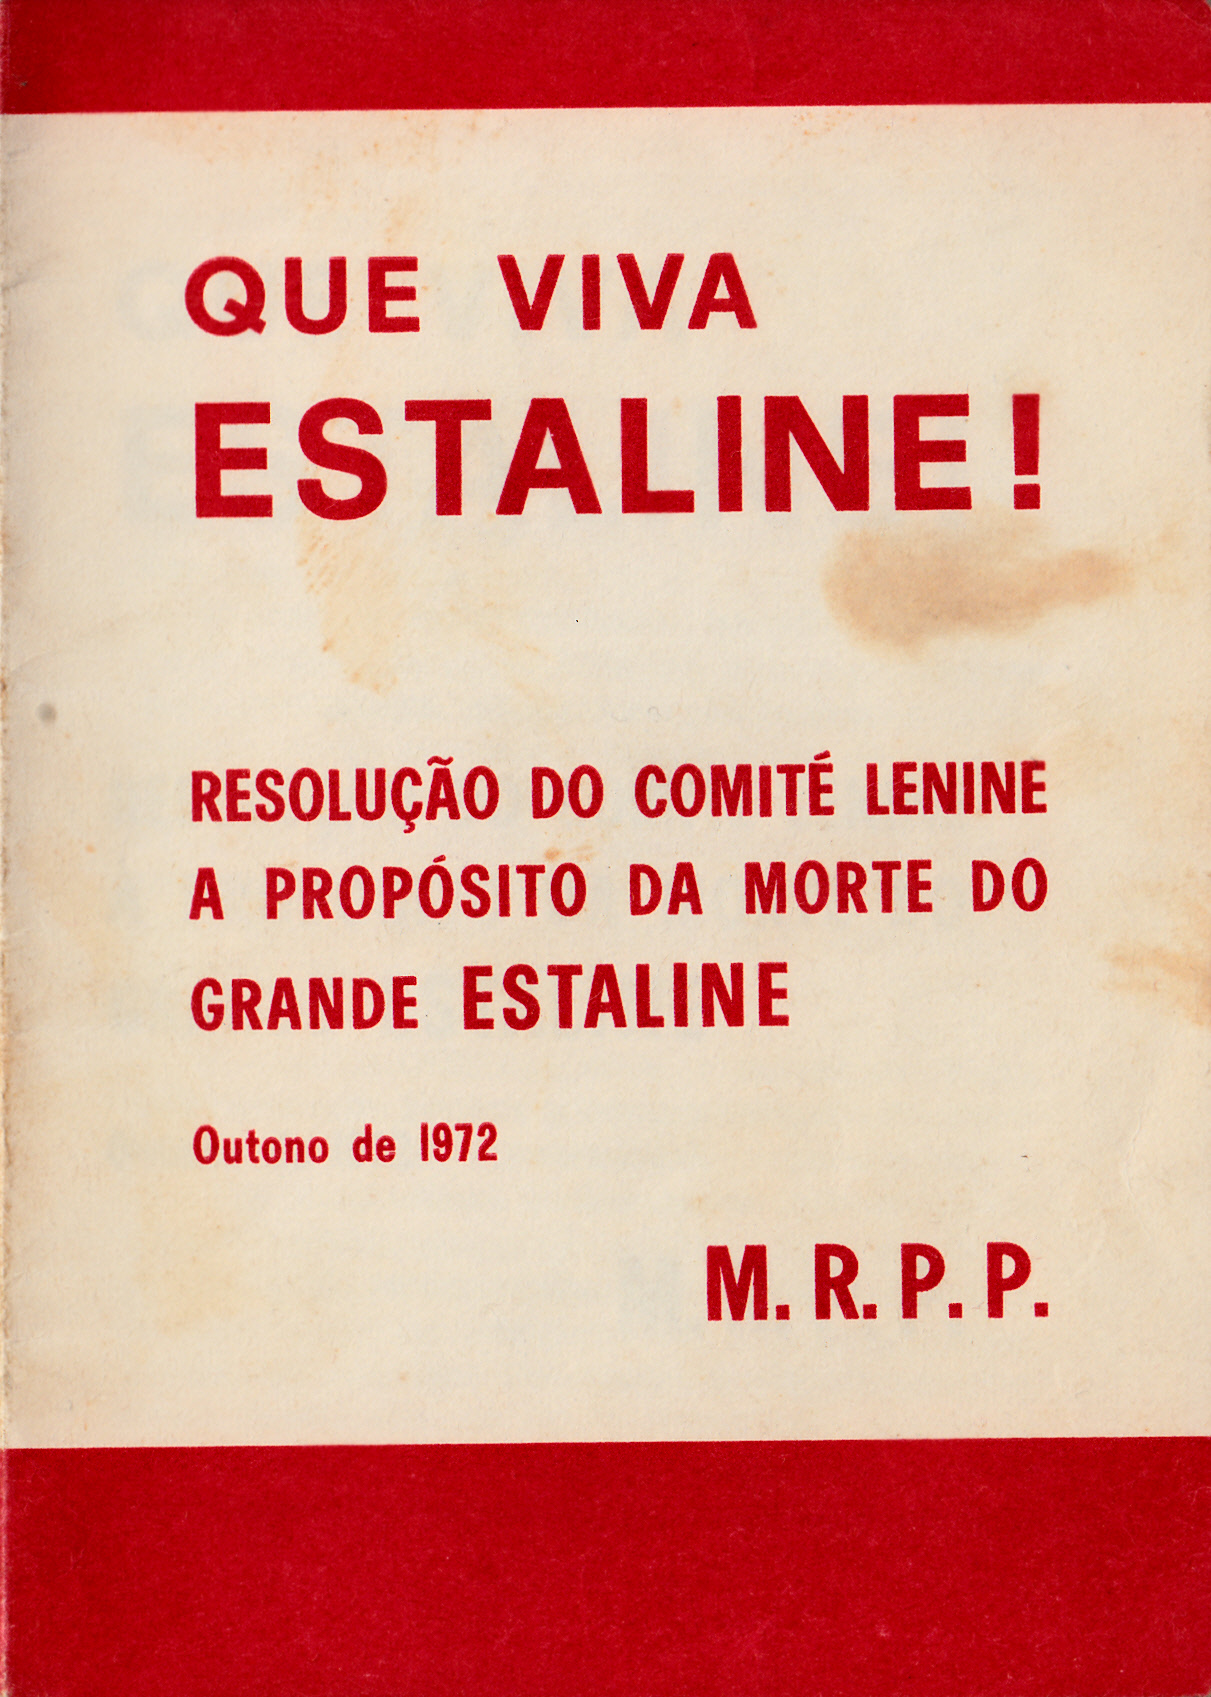 QUE VIVA
ESTALINE!
RESOLUÇÃO DO COMITÉ LENINE
A PROPÓSITO DA MORTE DO
GRANDE ESTALINE
Outono de 1972
M.R.P.P.